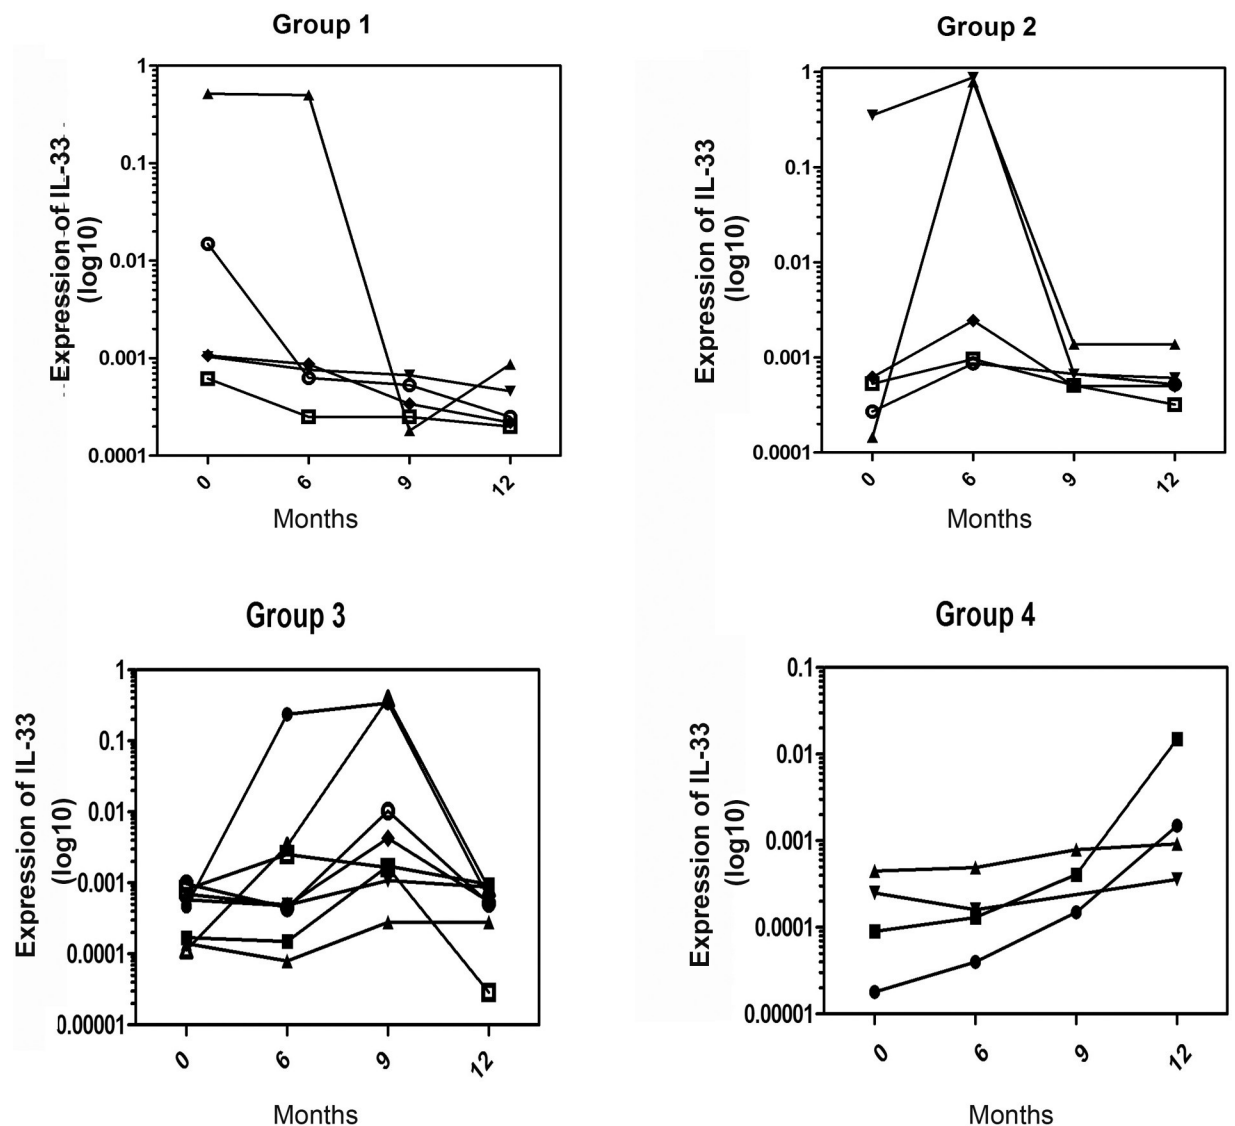 Group 1
Expression of IL-33
(log10)
1
0.1
0.01
0.001
0.0001
0
6
9
12
Months
Group 2
Expression of IL-33
(log10)
1
0.1
0.01
0.001
0.0001
0
6
9
12
Months
Group 3
Expression of IL-33
(log10)
1
0.1
0.01
0.001
0.0001
0.00001
0
6
9
12
Months
Group 4
Expression of IL-33
(log10)
0.1
0.01
0.001
0.0001
0.00001
0
6
9
12
Months